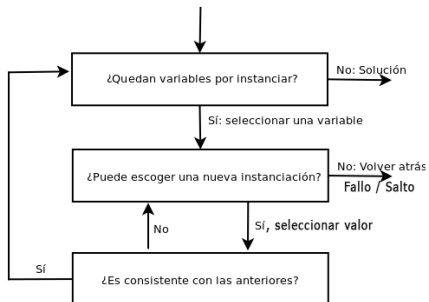 ¿Quedan variables por instanciar?
No: Solución
Sí: seleccionar una variable
¿Puede escoger una nueva instanciación?
No: Volver atrás
Fallo / Salto
No
Sí, seleccionar valor
Sí
¿Es consistente con las anteriores?